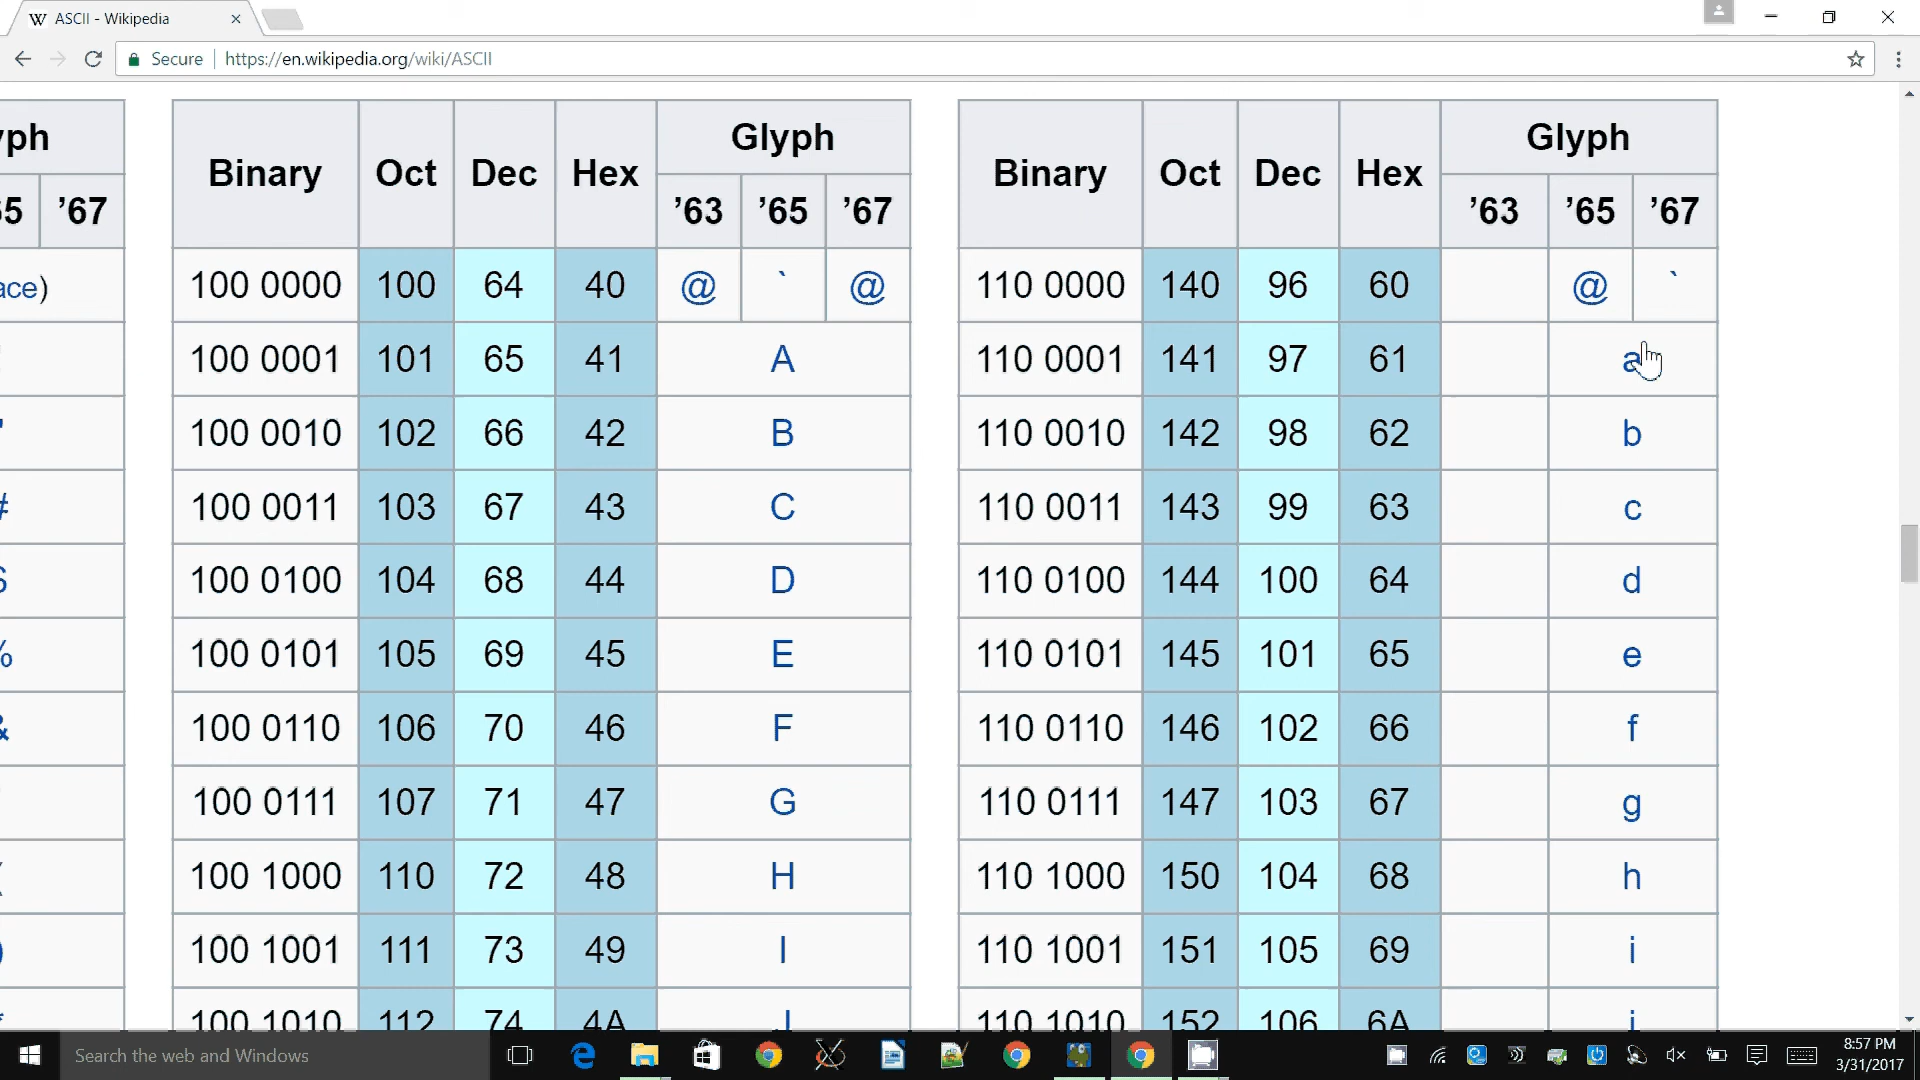 ASCII - Wikipedia
Secure https://en.wikipedia.org/wiki/ASCII
yph Binary Oct Dec Hex Glyph Binary Oct Dec Hex Glyph
65 ’67 ’63 ’65 ’67 ’63 ’65 ’67
ace) 100 0000 100 64 40 @ ` @ 110 0000 140 96 60 @ `
100 0001 101 65 41 A 110 0001 141 97 61 a
" 100 0010 102 66 42 B 110 0010 142 98 62 b
# 100 0011 103 67 43 C 110 0011 143 99 63 c
$ 100 0100 104 68 44 D 110 0100 144 100 64 d
% 100 0101 105 69 45 E 110 0101 145 101 65 e
& 100 0110 106 70 46 F 110 0110 146 102 66 f
100 0111 107 71 47 G 110 0111 147 103 67 g
( 100 1000 110 72 48 H 110 1000 150 104 68 h
) 100 1001 111 73 49 I 110 1001 151 105 69 i
* 100 1010 112 74 4A J 110 1010 152 106 6A j
Search the web and Windows
8:57 PM
3/31/2017